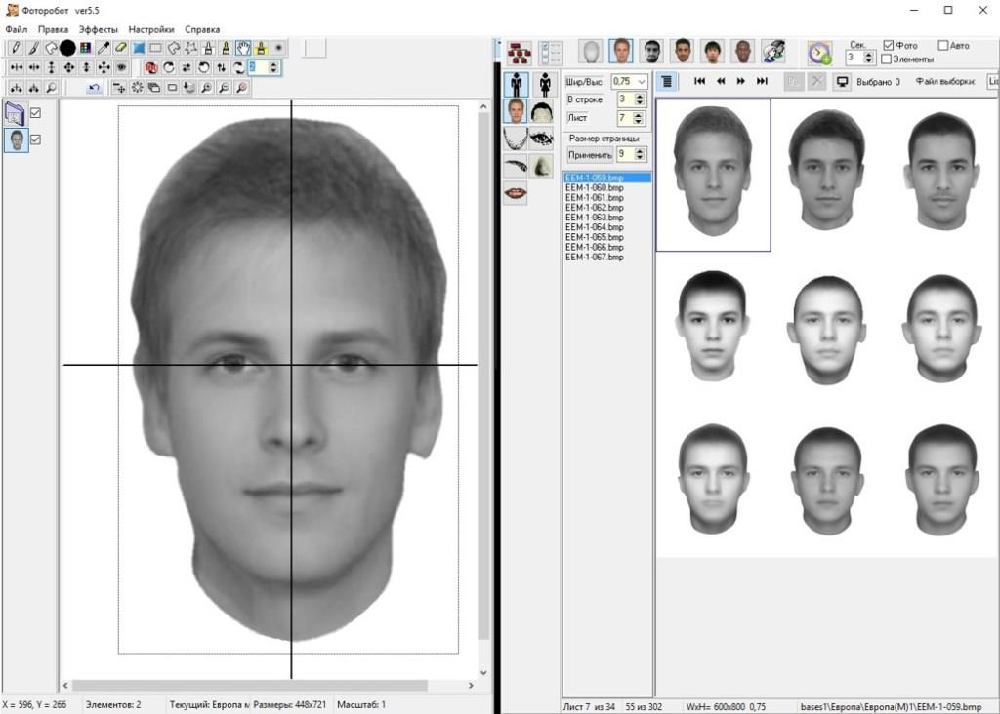 Фоторобот ver5.5
Файл Правка Эффекты Настройки Справка
2
Сек.
3
Фото
Авто
Элементы
Шир/Выс 0,75
В строке 3
Лист 7
Размер страницы
Применить 9
Выбрано 0 Файл выборки:
EEM-1-059.bmp
EEM-1-060.bmp
EEM-1-061.bmp
EEM-1-062.bmp
EEM-1-063.bmp
EEM-1-064.bmp
EEM-1-065.bmp
EEM-1-066.bmp
EEM-1-067.bmp
X = 596, Y = 266 Элементов: 2 Текущий: Европа м Размеры: 448x721 Масштаб: 1
Лист 7 из 34 55 из 302 WxH= 600x800 0,75 bases1\Европа\Европа(М)1\EEM-1-059.bmp